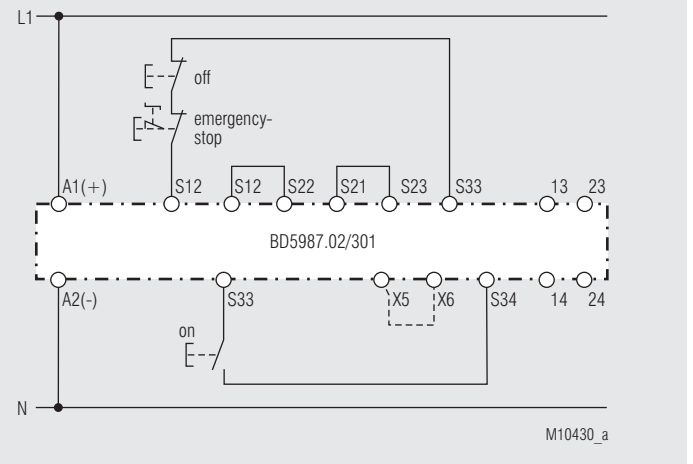 L1
off
emergency-
stop
A1(+) S12 S12 S22 S21 S23 S33 13 23
BD5987.02/301
A2(-) S33 X5 X6 S34 14 24
on
N
M10430_a